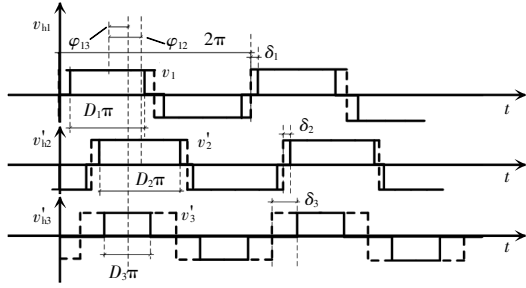 v_h1
φ_13
φ_12
2π
δ_1
v_1
t
D_1π
v'_h2
v'_2
δ_2
t
D_2π
v'_h3
v'_3
δ_3
t
D_3π